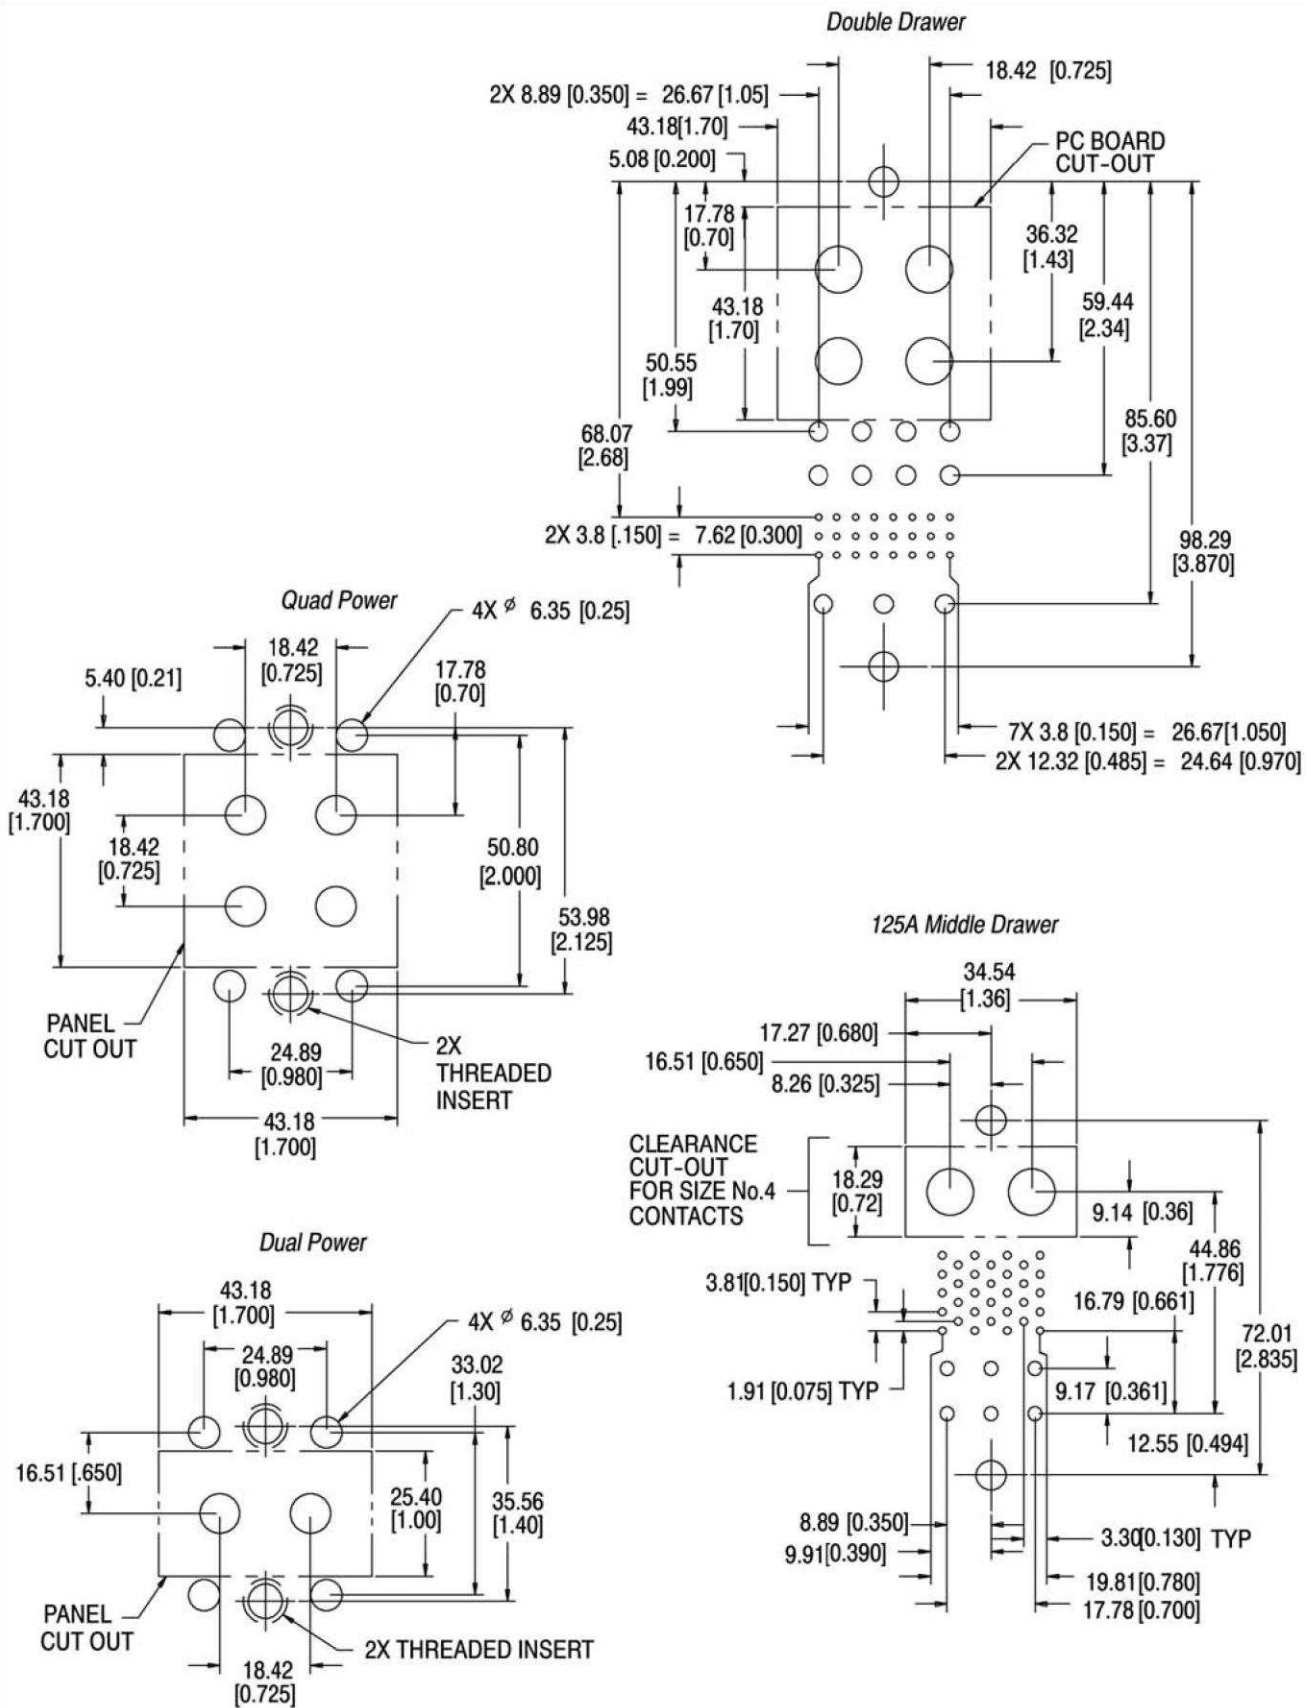 Double Drawer
18.42 [0.725]
2X 8.89 [0.350] = 26.67 [1.05]
43.18[1.70]
5.08 [0.200]
PC BOARD
CUT-OUT
17.78
[0.70]
36.32
[1.43]
43.18
[1.70]
59.44
[2.34]
50.55
[1.99]
85.60
[3.37]
68.07
[2.68]
2X 3.8 [.150] = 7.62 [0.300]
98.29
[3.870]
7X 3.8 [0.150] = 26.67[1.050]
2X 12.32 [0.485] = 24.64 [0.970]
Quad Power
4X ⌀ 6.35 [0.25]
18.42
[0.725]
5.40 [0.21]
17.78
[0.70]
43.18
[1.700]
18.42
[0.725]
50.80
[2.000]
53.98
[2.125]
PANEL
CUT OUT
24.89
[0.980]
2X
THREADED
INSERT
43.18
[1.700]
125A Middle Drawer
34.54
[1.36]
17.27 [0.680]
16.51 [0.650]
8.26 [0.325]
CLEARANCE
CUT-OUT
FOR SIZE No.4
CONTACTS
18.29
[0.72]
9.14 [0.36]
44.86
[1.776]
3.81[0.150] TYP
16.79 [0.661]
72.01
[2.835]
1.91 [0.075] TYP
9.17 [0.361]
12.55 [0.494]
8.89 [0.350]
3.30[0.130] TYP
9.91[0.390]
19.81[0.780]
17.78 [0.700]
Dual Power
43.18
[1.700]
4X ⌀ 6.35 [0.25]
24.89
[0.980]
33.02
[1.30]
16.51 [.650]
25.40
[1.00]
35.56
[1.40]
PANEL
CUT OUT
2X THREADED INSERT
18.42
[0.725]